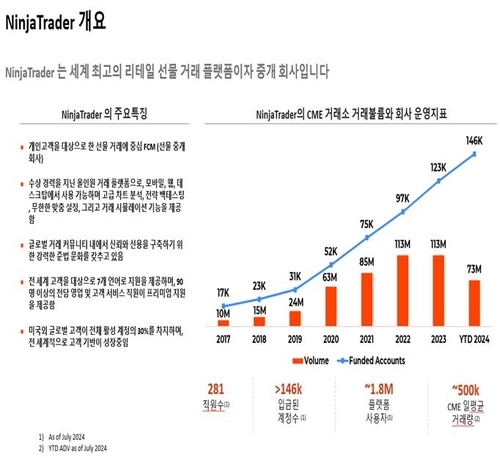 NinjaTrader 개요
NinjaTrader 는 세계 최고의 리테일 선물 거래 플랫폼이자 중개 회사입니다
NinjaTrader 의 주요특징
개인고객을 대상으로 한 선물 거래에 중심 FCM (선물 중개
회사)
수상 경력을 지닌 올인원 거래 플랫폼으로, 모바일, 웹, 데
스크탑에서 사용 가능하며 고급 차트 분석, 전략 백테스팅
, 무한한 맞춤 설정, 그리고 거래 시뮬레이션 기능을 제공
함
글로벌 거래 커뮤니티 내에서 신뢰와 신용을 구축하기 위
한 강력한 준법 문화를 갖추고 있음
전 세계 고객을 대상으로 7개 언어로 지원을 제공하며, 90
명 이상의 전담 영업 및 고객 서비스 직원이 프리미엄 지원
을 제공함
미국외 글로벌 고객이 전체 활성 계정의 30%를 차지하며,
전 세계적으로 고객 기반이 성장중임
NinjaTrader의 CME 거래소 거래볼륨와 회사 운영지표
146K
123K
97K
75K
52K
31K
23K
17K
113M
113M
85M
73M
63M
24M
15M
10M
2017 2018 2019 2020 2021 2022 2023 YTD 2024
Volume Funded Accounts
281
직원수(1)
>146k
입금된
계정수 (1)
~1.8M
플랫폼
사용자(1)
~500k
CME 일평균
거래량(2)
1) As of July 2024
2) YTD ADV as of July 2024